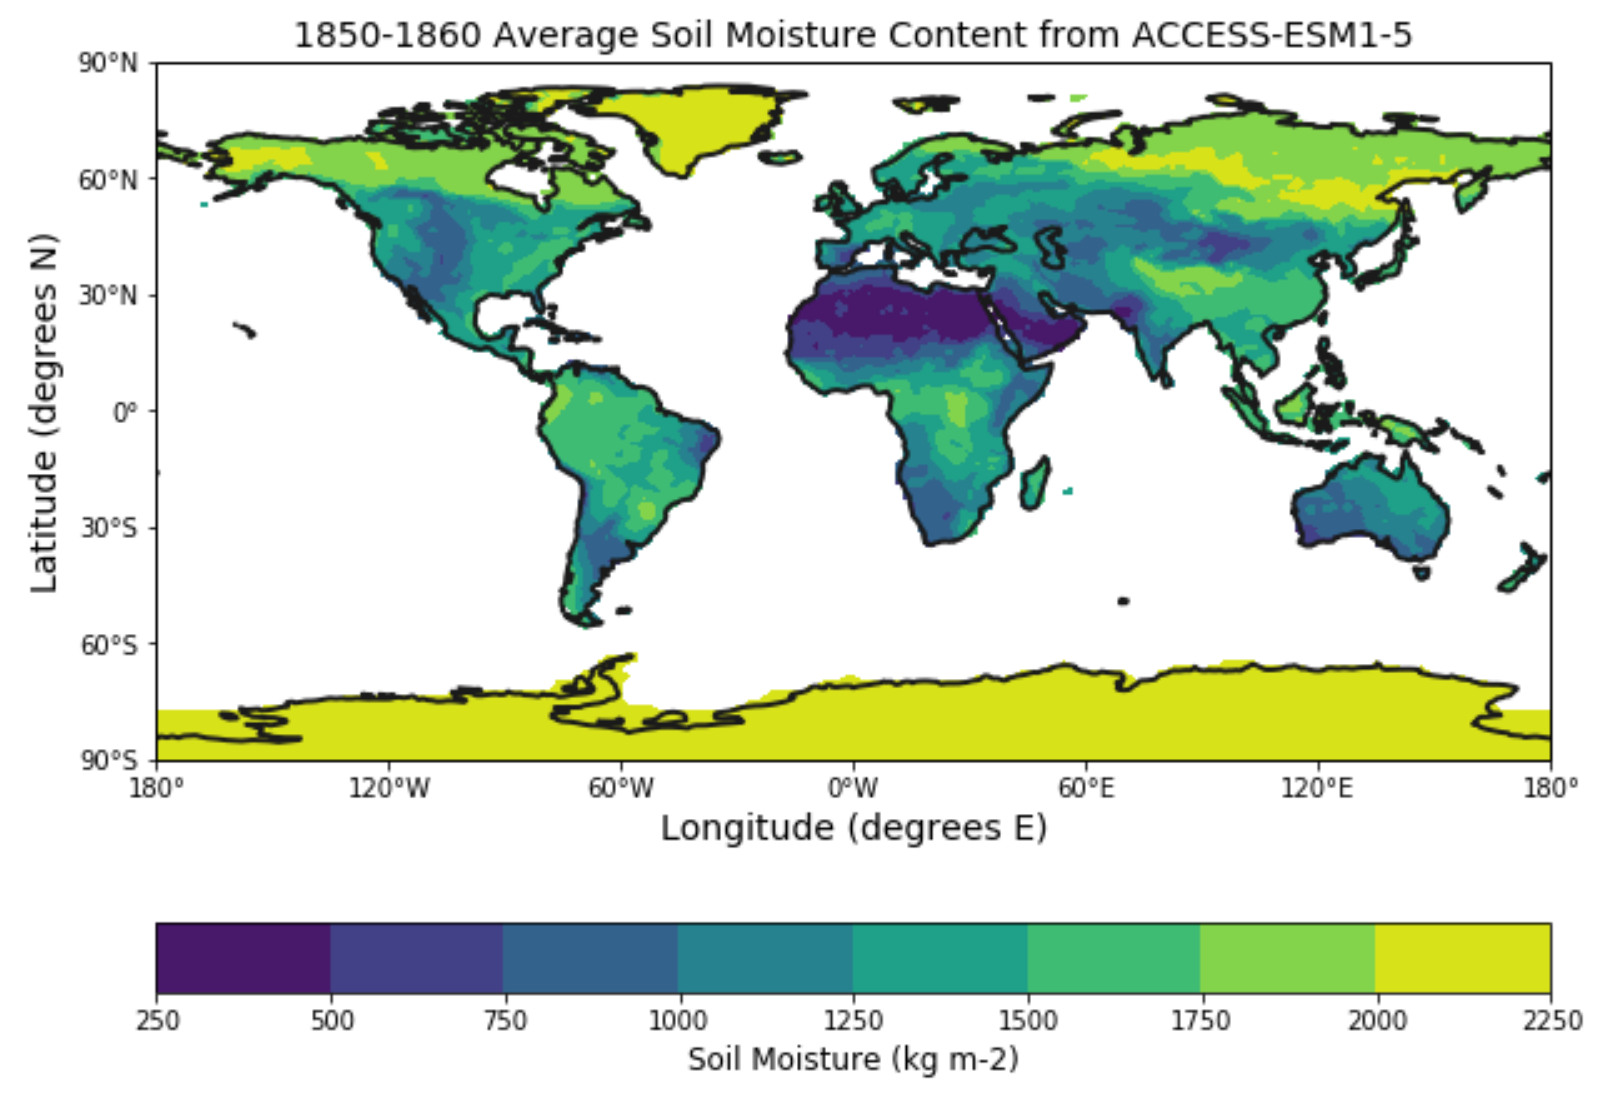 1850-1860 Average Soil Moisture Content from ACCESS-ESM1-5
90°N
60°N
30°N
0°
30°S
60°S
90°S
Latitude (degrees N)
180° 120°W 60°W 0°W 60°E 120°E 180°
Longitude (degrees E)
250 500 750 1000 1250 1500 1750 2000 2250
Soil Moisture (kg m-2)